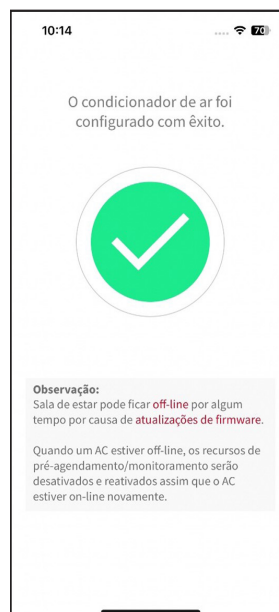 10:14
70
O condicionador de ar foi
configurado com êxito.
Observação:
Sala de estar pode ficar off-line por algum
tempo por causa de atualizações de firmware.
Quando um AC estiver off-line, os recursos de
pré-agendamento/monitoramento serão
desativados e reativados assim que o AC
estiver on-line novamente.